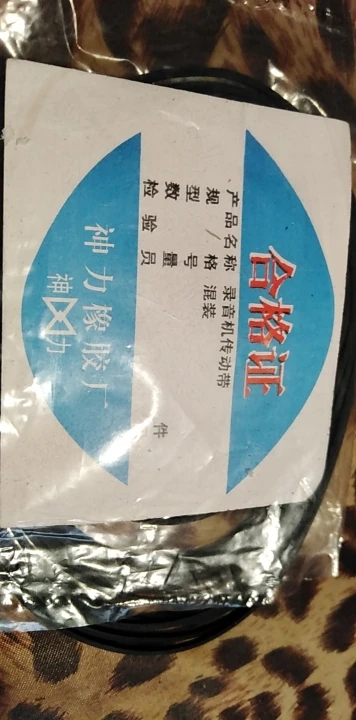 合格证
产品名称 录音机传动带
规 / 格 混装
型 号
数 量 件
检 验 员
神力橡胶厂
神 力